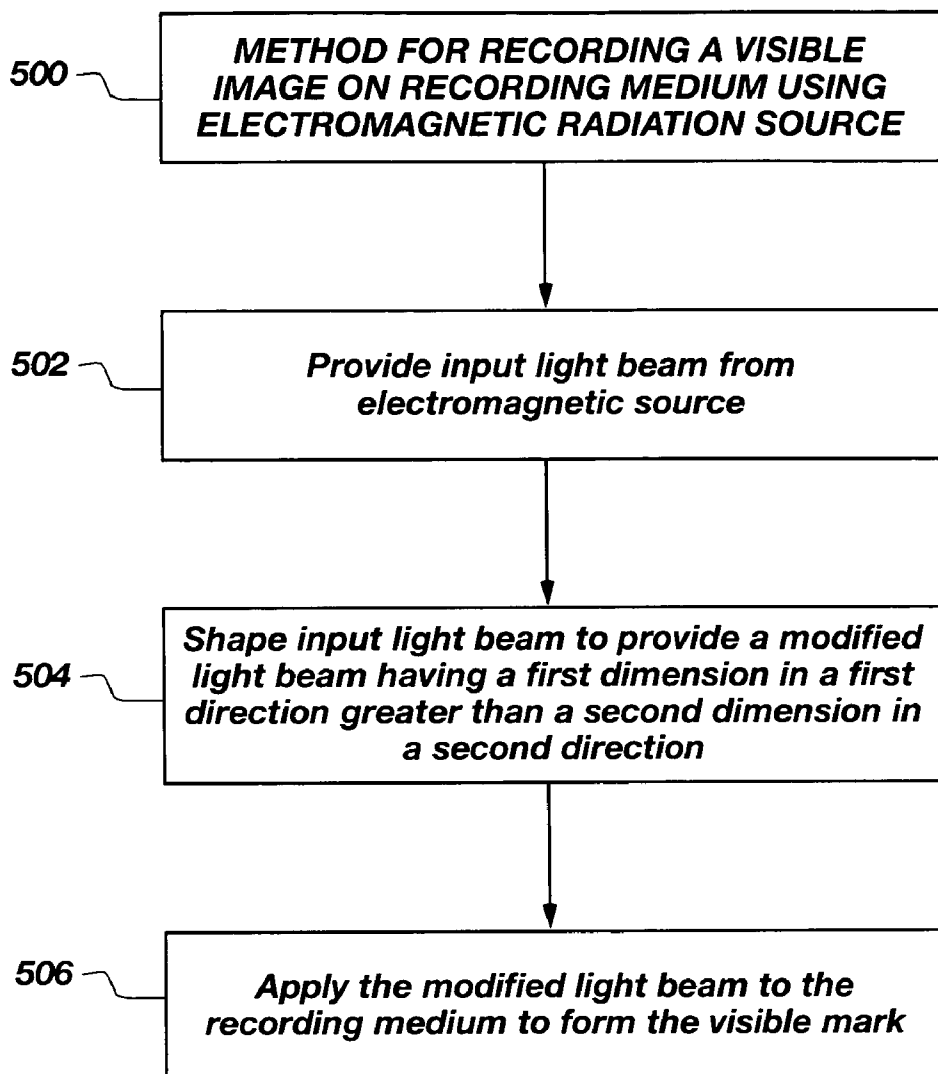 500
METHOD FOR RECORDING A VISIBLE
IMAGE ON RECORDING MEDIUM USING
ELECTROMAGNETIC RADIATION SOURCE
502
Provide input light beam from
electromagnetic source
504
Shape input light beam to provide a modified
light beam having a first dimension in a first
direction greater than a second dimension in
a second direction
506
Apply the modified light beam to the
recording medium to form the visible mark